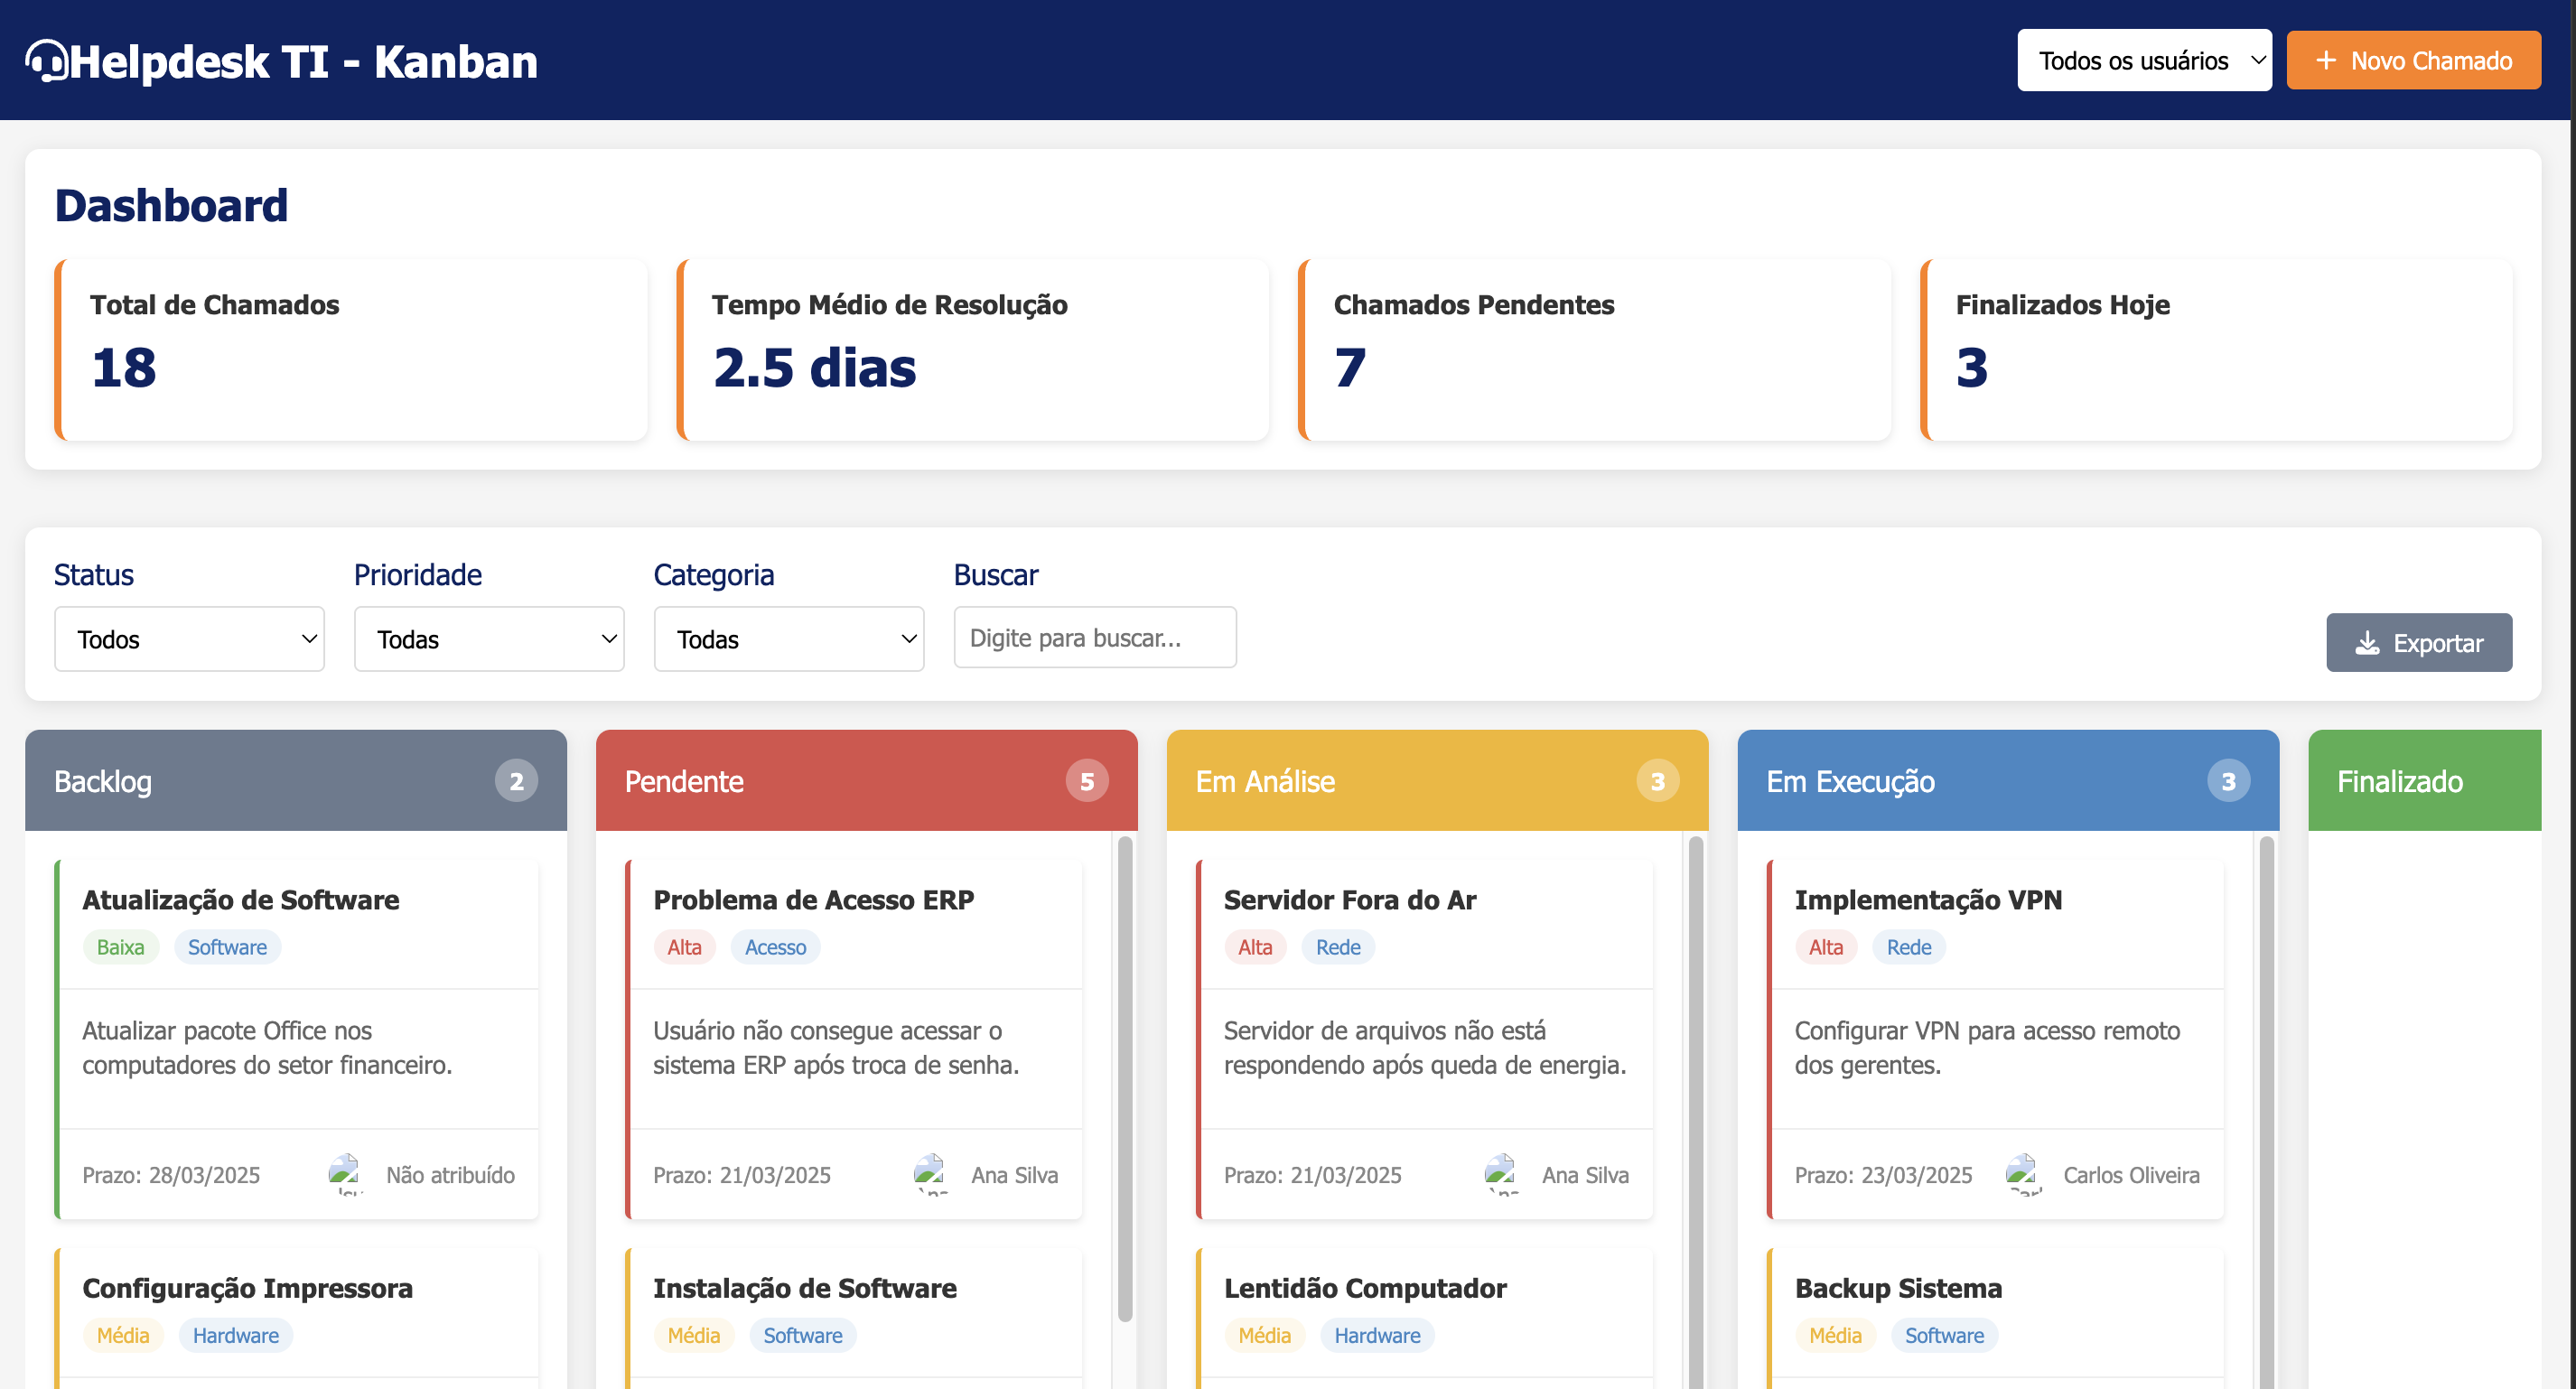 Helpdesk TI - Kanban
Todos os usuários
+ Novo Chamado
Dashboard
Total de Chamados
18
Tempo Médio de Resolução
2.5 dias
Chamados Pendentes
7
Finalizados Hoje
3
Status
Todos
Prioridade
Todas
Categoria
Todas
Buscar
Digite para buscar...
Exportar
Backlog 2
Atualização de Software
Baixa Software
Atualizar pacote Office nos
computadores do setor financeiro.
Prazo: 28/03/2025 Não atribuído
Configuração Impressora
Média Hardware
Pendente 5
Problema de Acesso ERP
Alta Acesso
Usuário não consegue acessar o
sistema ERP após troca de senha.
Prazo: 21/03/2025 Ana Silva
Instalação de Software
Média Software
Em Análise 3
Servidor Fora do Ar
Alta Rede
Servidor de arquivos não está
respondendo após queda de energia.
Prazo: 21/03/2025 Ana Silva
Lentidão Computador
Média Hardware
Em Execução 3
Implementação VPN
Alta Rede
Configurar VPN para acesso remoto
dos gerentes.
Prazo: 23/03/2025 Carlos Oliveira
Backup Sistema
Média Software
Finalizado